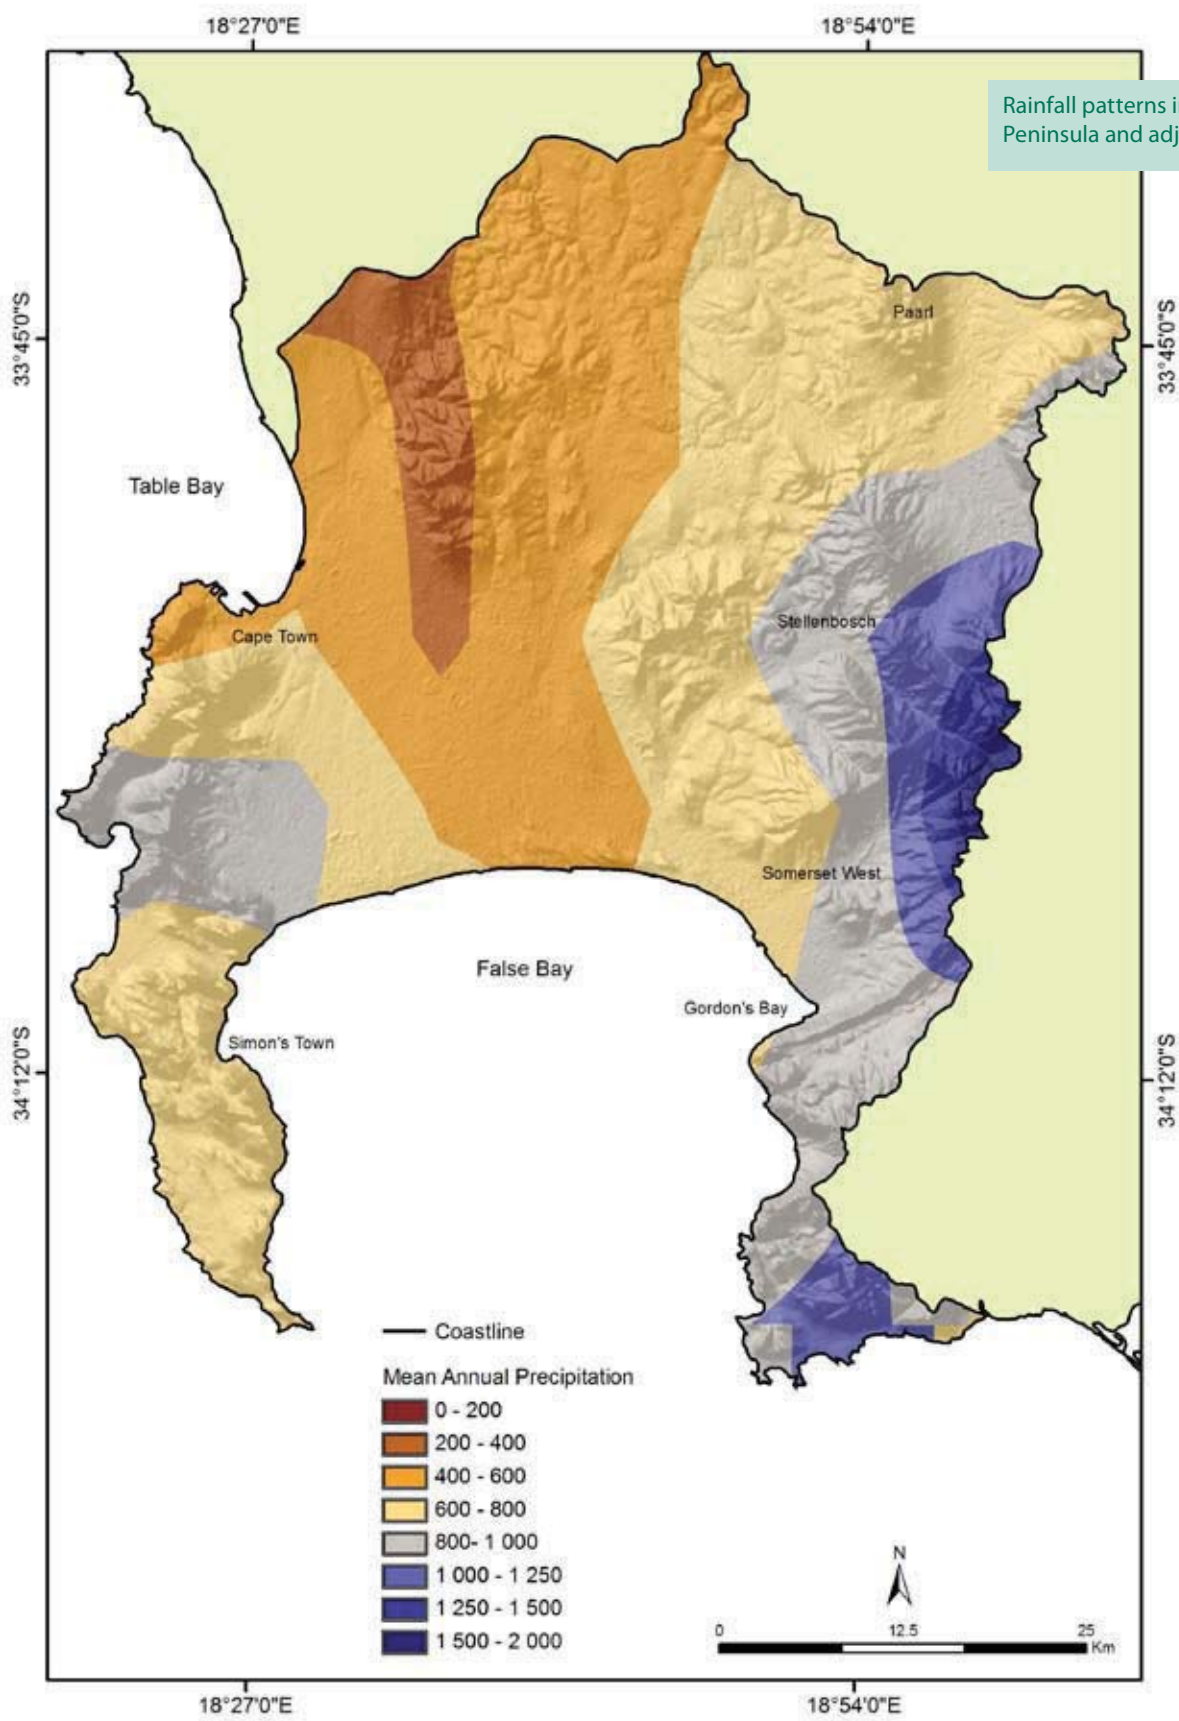 18°27'0"E
18°54'0"E
Rainfall patterns i
Peninsula and adj
33°45'0"S
33°45'0"S
Paarl
Table Bay
Cape Town
Stellenbosch
Somerset West
False Bay
Gordon's Bay
Simon's Town
34°12'0"S
34°12'0"S
Coastline
Mean Annual Precipitation
0 - 200
200 - 400
400 - 600
600 - 800
800- 1 000
1 000 - 1 250
1 250 - 1 500
1 500 - 2 000
N
0 12.5 25
Km
18°27'0"E
18°54'0"E